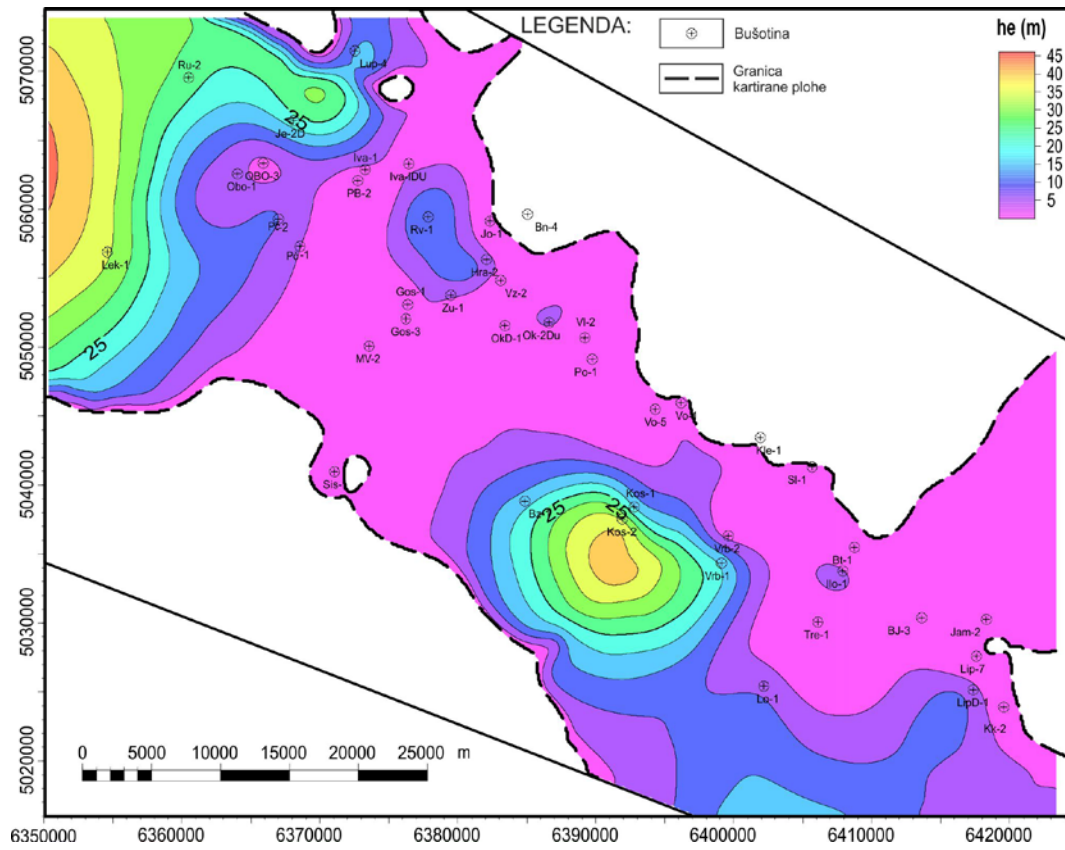 LEGENDA:
Bušotina
Granica
kartirane plohe
he (m)
45
40
35
30
25
20
15
10
5
5070000
5060000
5050000
5040000
5030000
5020000
Ru-2
Lup-4
25
Ja-2D
Iva-1
Iva-IDU
OBO-3
Obo-1
PB-2
Pc-2
Rv-1
Jo-1
Bn-4
Lek-1
Hra-2
Gos-1
Zu-1
Vz-2
Gos-3
OkD-1
Ok-2Du
Vl-2
25
MV-2
Po-1
Vo-5
Kle-1
Sl-1
Sis-
Kos-1
25
25
Kos-2
Vrb-2
Vrb-1
Bt-1
Ilo-1
Tre-1
BJ-3
Jam-2
Lip-7
Lo-1
LipD-1
Kk-2
0 5000 10000 15000 20000 25000 m
6350000 6360000 6370000 6380000 6390000 6400000 6410000 6420000